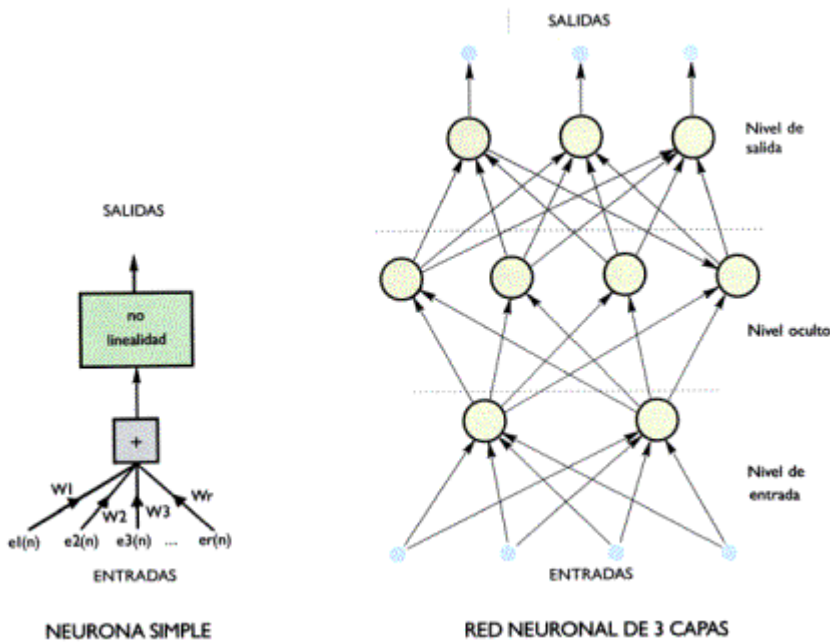 SALIDAS
no
linealidad
+
W1
W2
W3
Wr
e1(n) e2(n) e3(n) ... er(n)
ENTRADAS
NEURONA SIMPLE
SALIDAS
Nivel de
salida
Nivel oculto
Nivel de
entrada
ENTRADAS
RED NEURONAL DE 3 CAPAS